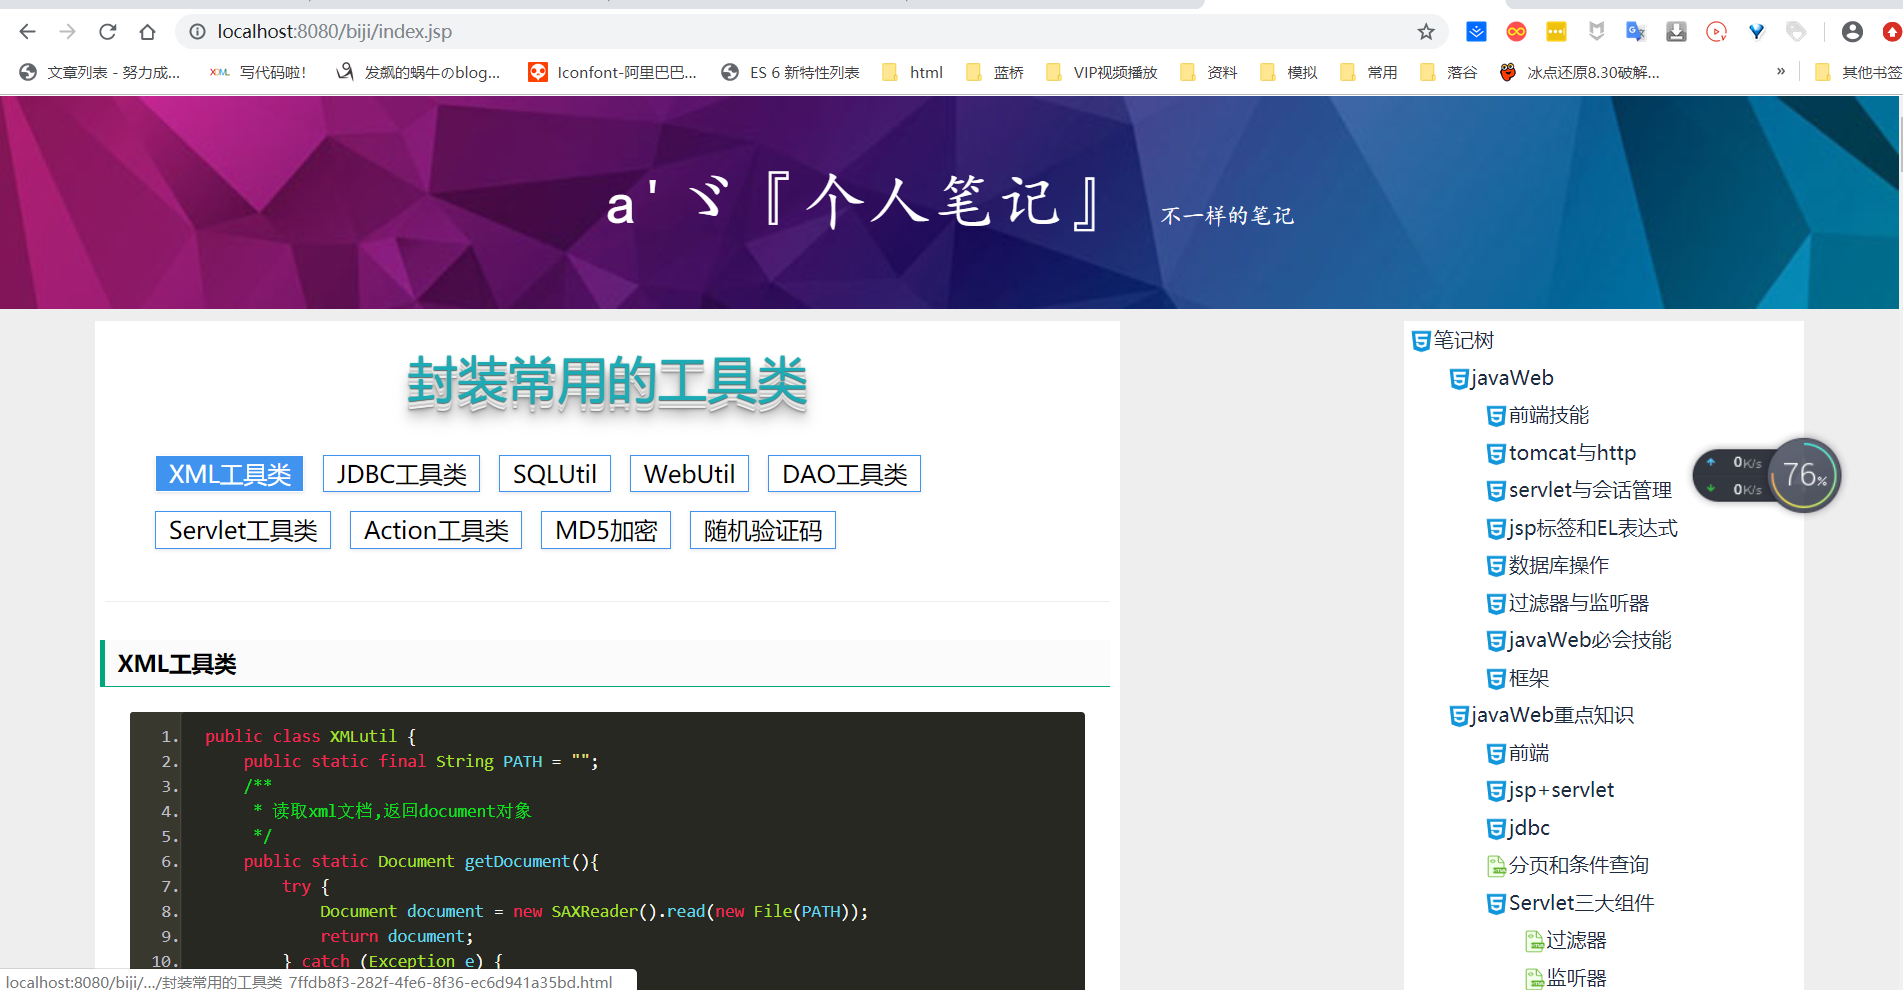 localhost:8080/biji/index.jsp
文章列表 - 努力成... 写代码啦! 发飙的蜗牛のblog... Iconfont-阿里巴巴... ES 6 新特性列表 html 蓝桥 VIP视频播放 资料 模拟 常用 落谷 冰点还原8.30破解... » 其他书签
a'ヾ『个人笔记』 不一样的笔记
封装常用的工具类
XML工具类 JDBC工具类 SQLUtil WebUtil DAO工具类
Servlet工具类 Action工具类 MD5加密 随机验证码
XML工具类
1. public class XMLutil {
2. public static final String PATH = "";
3. /**
4. * 读取xml文档,返回document对象
5. */
6. public static Document getDocument(){
7. try {
8. Document document = new SAXReader().read(new File(PATH));
9. return document;
10. } catch (Exception e) {
笔记树
javaWeb
前端技能
tomcat与http
servlet与会话管理
jsp标签和EL表达式
数据库操作
过滤器与监听器
javaWeb必会技能
框架
javaWeb重点知识
前端
jsp+servlet
jdbc
分页和条件查询
Servlet三大组件
过滤器
监听器
0K/s
0K/s
76%
localhost:8080/biji/.../封装常用的工具类_7ffdb8f3-282f-4fe6-8f36-ec6d941a35bd.html